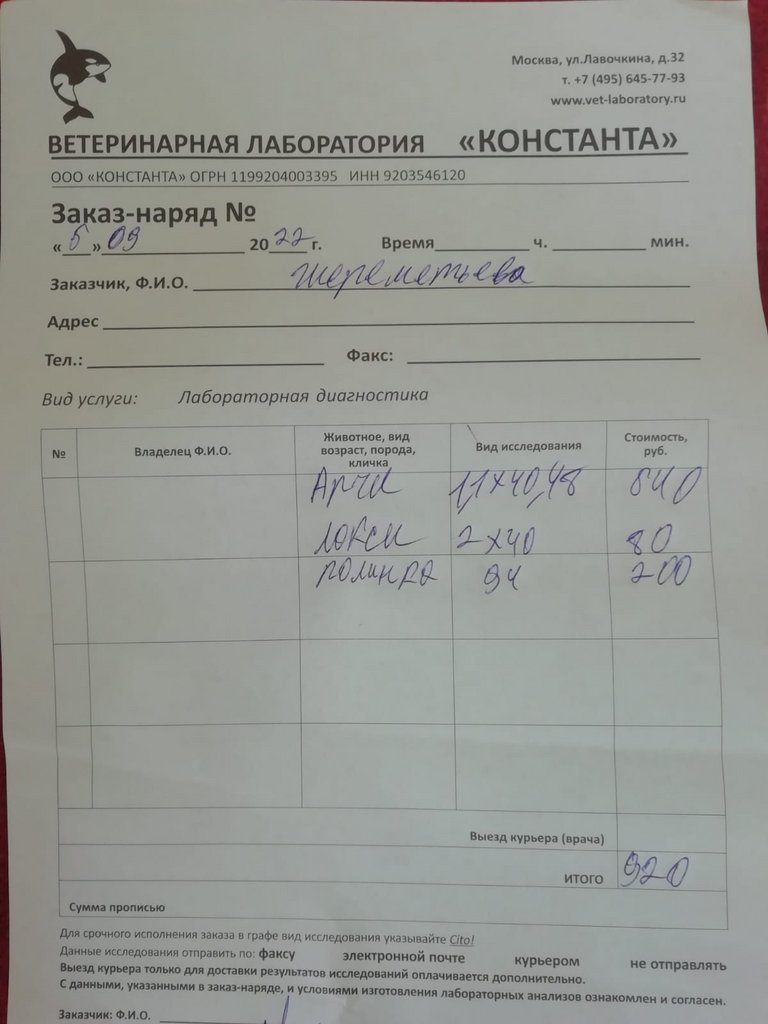 Москва, ул.Лавочкина, д.32
т. +7 (495) 645-77-93
www.vet-laboratory.ru
ВЕТЕРИНАРНАЯ ЛАБОРАТОРИЯ «КОНСТАНТА»
ООО «КОНСТАНТА» ОГРН 1199204003395 ИНН 9203546120
Заказ-наряд №
«5» 09 2022 г. Время ч. мин.
Заказчик, Ф.И.О. Шереметьева
Адрес
Тел.: Факс:
Вид услуги: Лабораторная диагностика
№ Владелец Ф.И.О. Животное, вид возраст, порода, кличка Вид исследования Стоимость, руб.
Арчи 1,1х40,48 640
Локси 2х40 80
94 200
Выезд курьера (врача)
ИТОГО 920
Сумма прописью
Для срочного исполнения заказа в графе вид исследования указывайте Cito!
Данные исследования отправить по: факсу электронной почте курьером не отправлять
Выезд курьера только для доставки результатов исследований оплачивается дополнительно.
С данными, указанными в заказ-наряде, и условиями изготовления лабораторных анализов ознакомлен и согласен.
Заказчик: Ф.И.О.